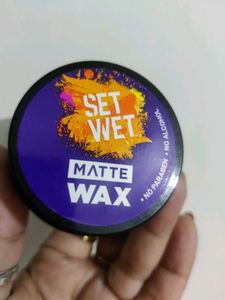 SET
WET
MATTE
WAX
• NO PARABEN • NO ALCOHOL